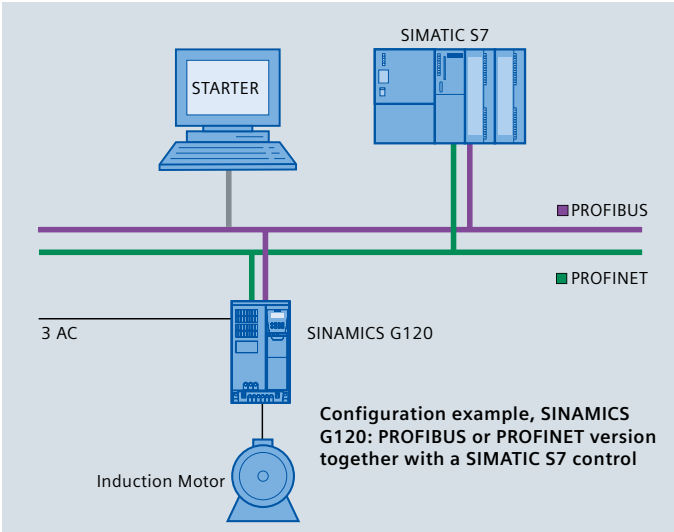 SIMATIC S7
STARTER
PROFIBUS
PROFINET
3 AC
SINAMICS G120
Configuration example, SINAMICS
G120: PROFIBUS or PROFINET version
together with a SIMATIC S7 control
Induction Motor